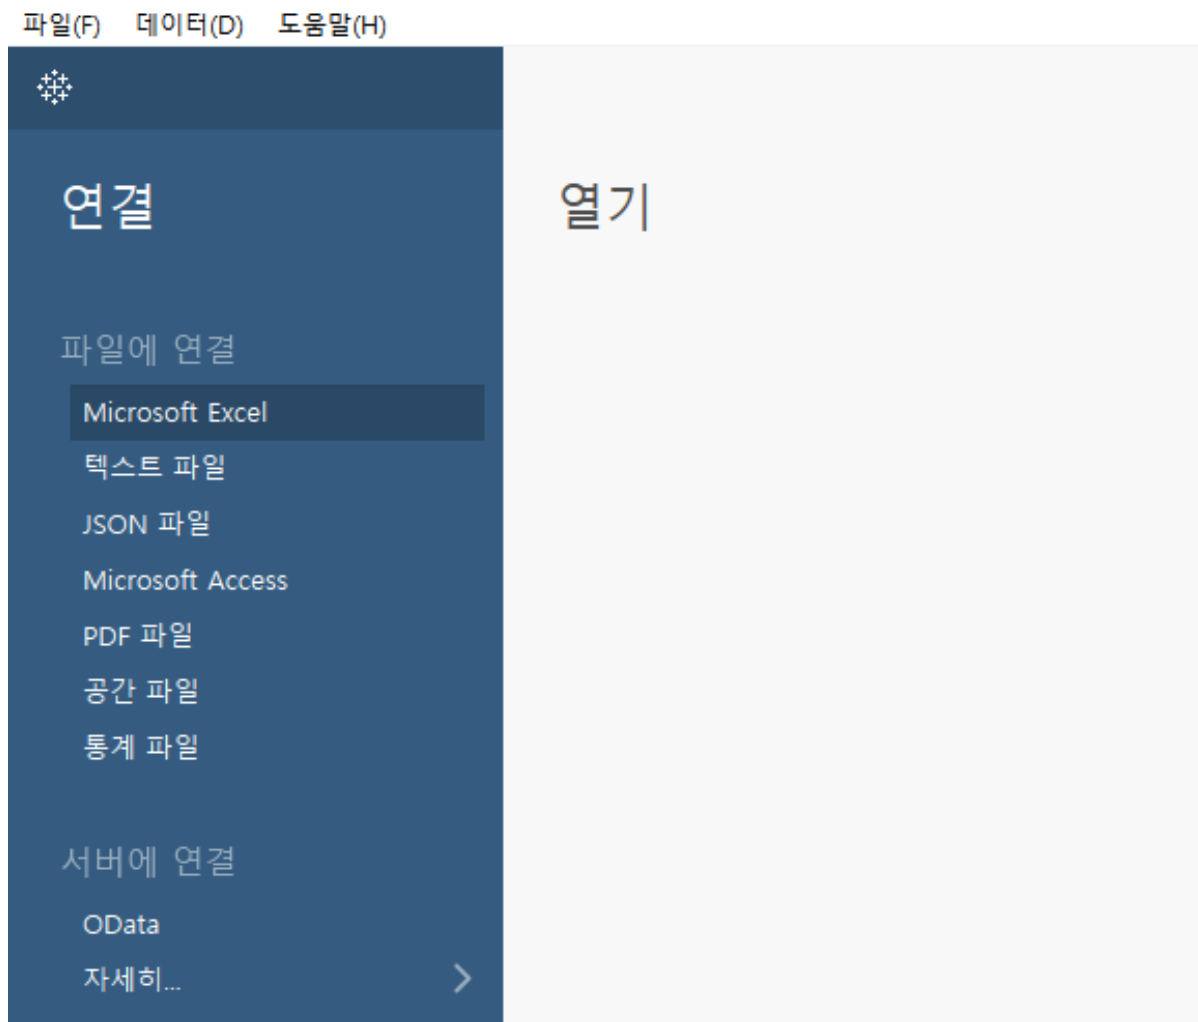 파일(F) 데이터(D) 도움말(H)
연결
파일에 연결
Microsoft Excel
텍스트 파일
JSON 파일
Microsoft Access
PDF 파일
공간 파일
통계 파일
서버에 연결
OData
자세히...
열기